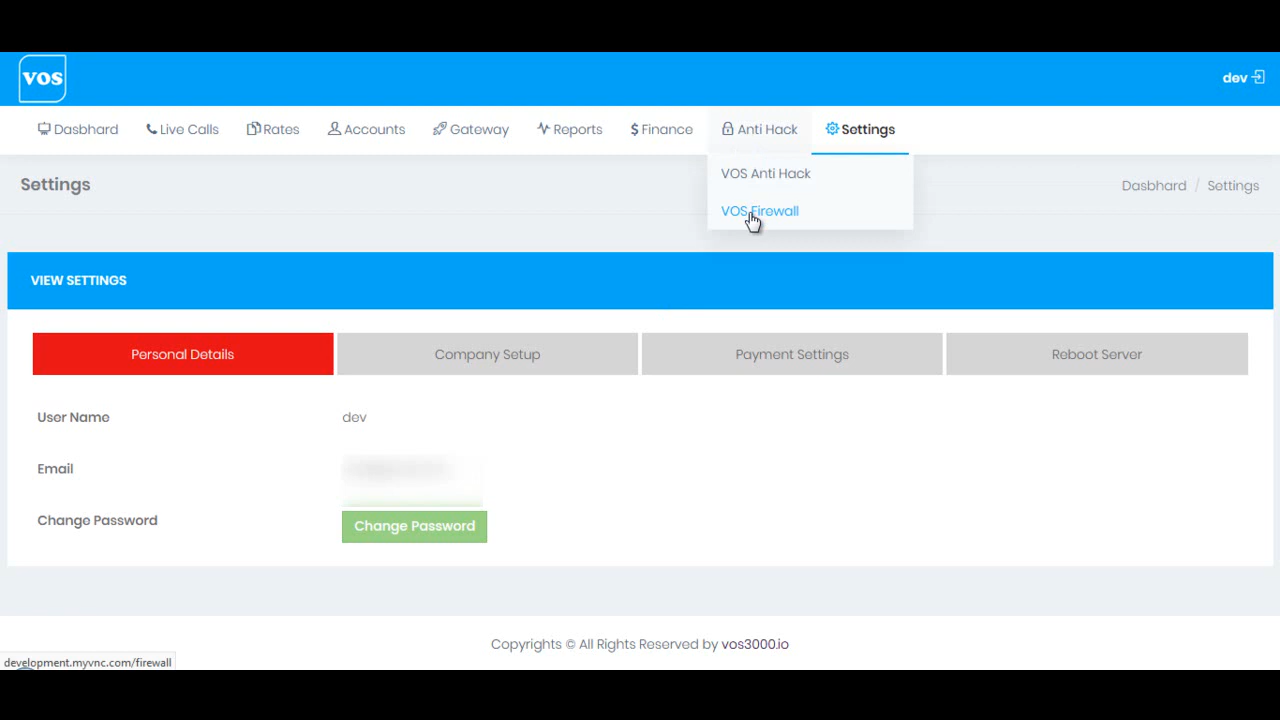 VOS
dev
Dasbhard Live Calls Rates Accounts Gateway Reports Finance Anti Hack Settings
VOS Anti Hack
VOS Firewall
Settings
Dasbhard / Settings
VIEW SETTINGS
Personal Details Company Setup Payment Settings Reboot Server
User Name dev
Email
Change Password Change Password
Copyrights © All Rights Reserved by vos3000.io
development.myvnc.com/firewall